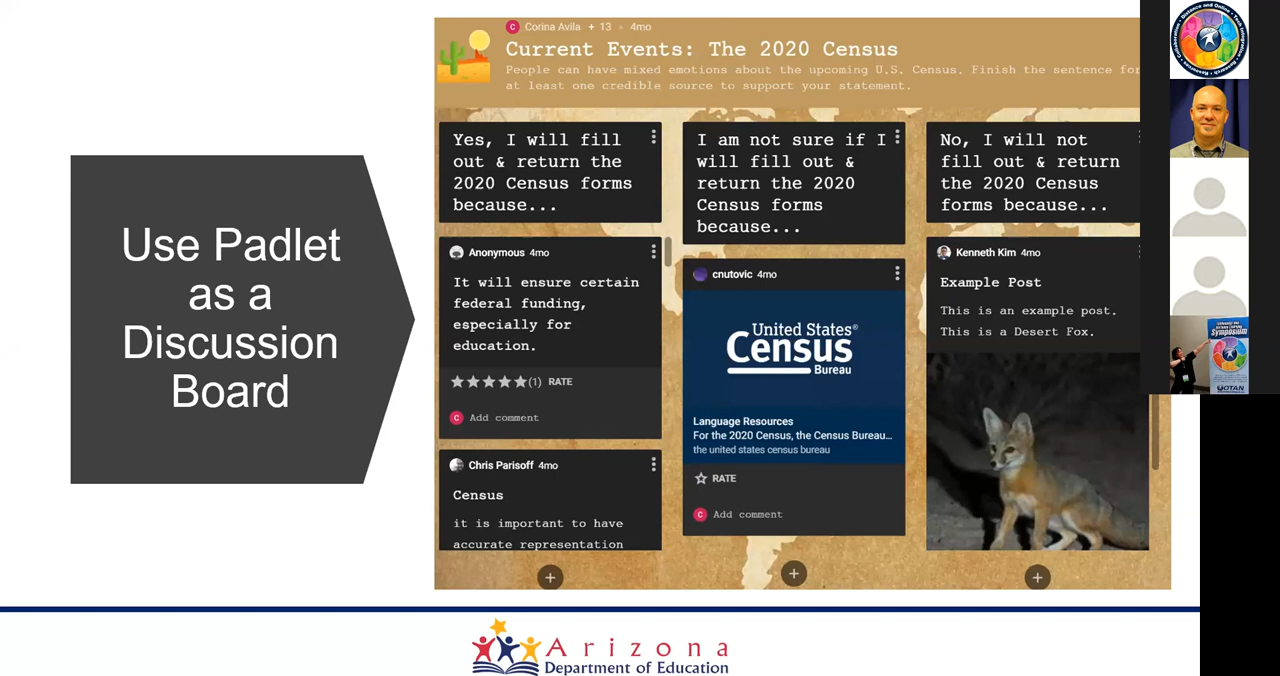 Use Padlet
as a
Discussion
Board
C Corina Avila + 13 • 4mo
Current Events: The 2020 Census
People can have mixed emotions about the upcoming U.S. Census. Finish the sentence for
at least one credible source to support your statement.
Yes, I will fill
out & return the
2020 Census forms
because...
Anonymous 4mo
It will ensure certain
federal funding,
especially for
education.
(1) RATE
C Add comment
Chris Parisoff 4mo
Census
it is important to have
accurate representation
I am not sure if I
will fill out &
return the 2020
Census forms
because...
cnutovic 4mo
United States®
Census
Bureau
Language Resources
For the 2020 Census, the Census Bureau...
the united states census bureau
RATE
C Add comment
No, I will not
fill out & return
the 2020 Census
forms because...
Kenneth Kim 4mo
Example Post
This is an example post.
This is a Desert Fox.
Symposium
OTAN
Arizona
Department of Education